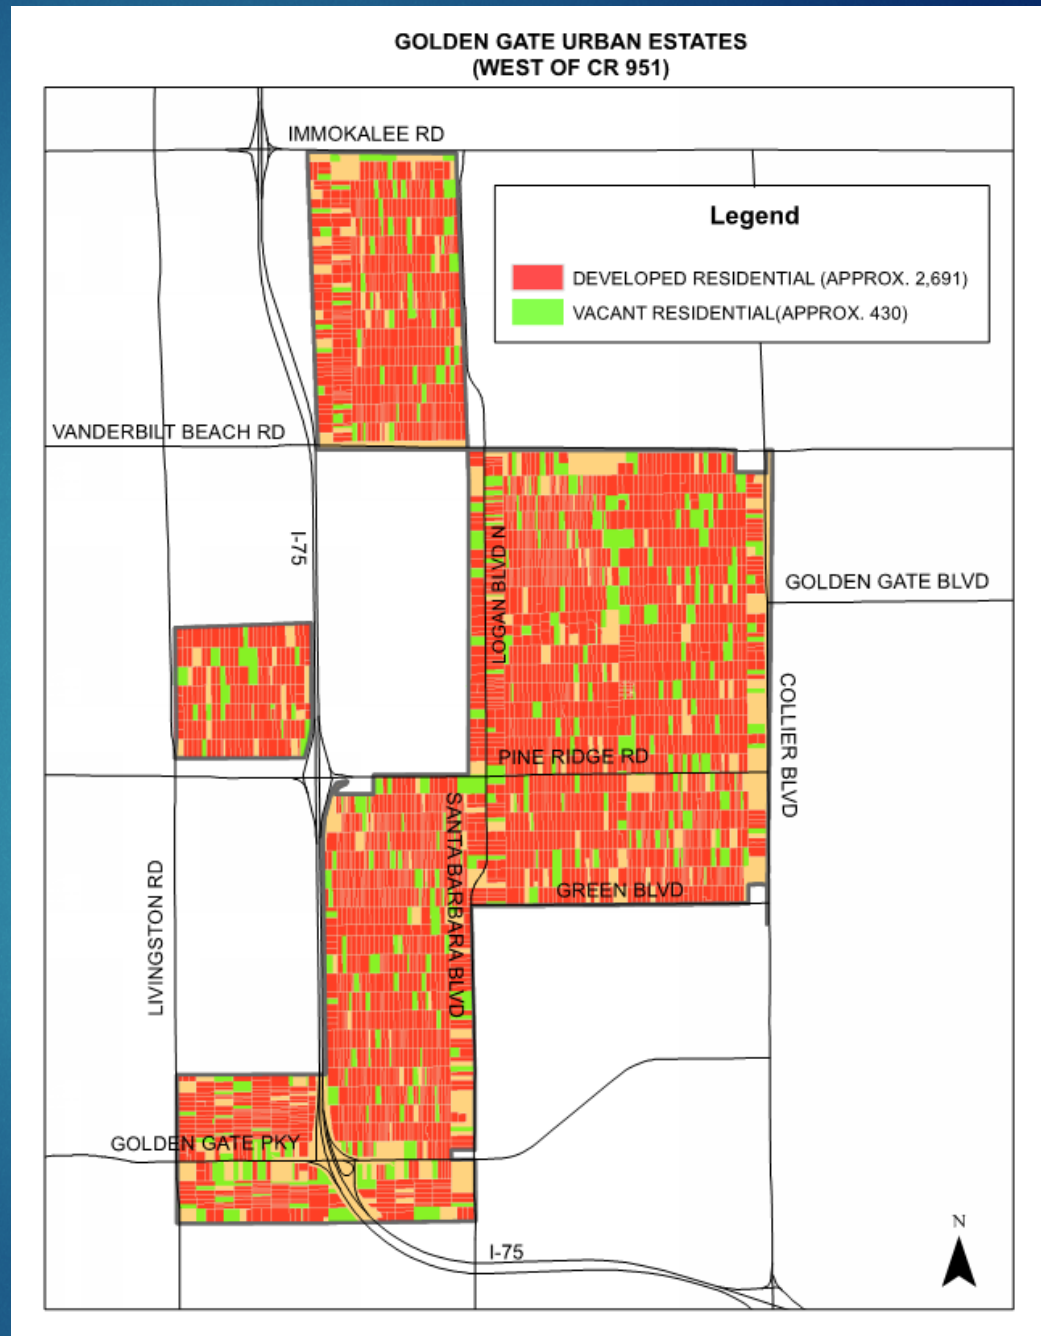 GOLDEN GATE URBAN ESTATES
(WEST OF CR 951)
IMMOKALEE RD
Legend
DEVELOPED RESIDENTIAL (APPROX. 2,691)
VACANT RESIDENTIAL(APPROX. 430)
VANDERBILT BEACH RD
I-75
LOGAN BLVD N
GOLDEN GATE BLVD
COLLIER BLVD
PINE RIDGE RD
SANTA BARBARA BLVD
LIVINGSTON RD
GREEN BLVD
GOLDEN GATE PKY
I-75
N